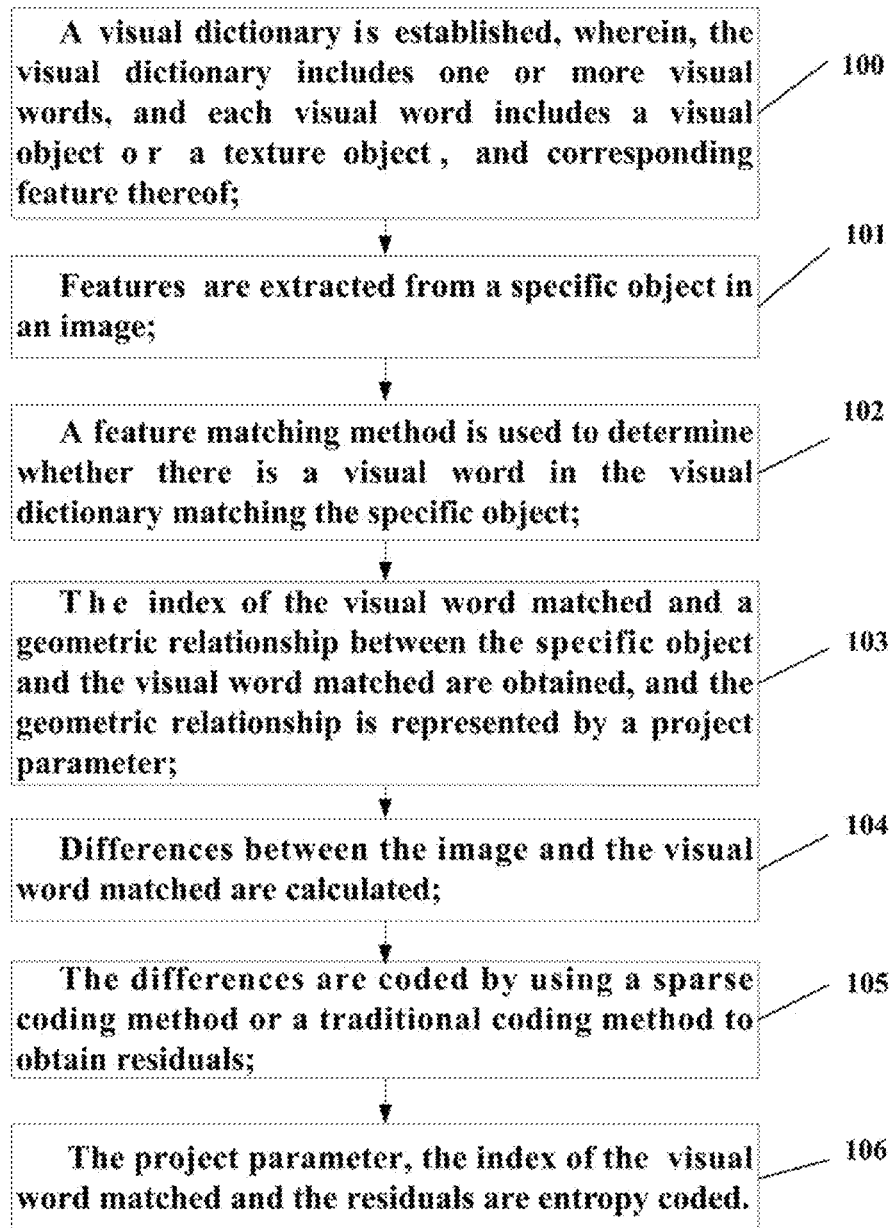 A visual dictionary is established, wherein, the
visual dictionary includes one or more visual
words, and each visual word includes a visual
object or a texture object, and corresponding
feature thereof;
100
101
Features are extracted from a specific object in
an image;
102
A feature matching method is used to determine
whether there is a visual word in the visual
dictionary matching the specific object;
The index of the visual word matched and a
geometric relationship between the specific object
and the visual word matched are obtained, and the
geometric relationship is represented by a project
parameter;
103
104
Differences between the image and the visual
word matched are calculated;
The differences are coded by using a sparse
coding method or a traditional coding method to
obtain residuals;
105
The project parameter, the index of the visual
word matched and the residuals are entropy coded.
106